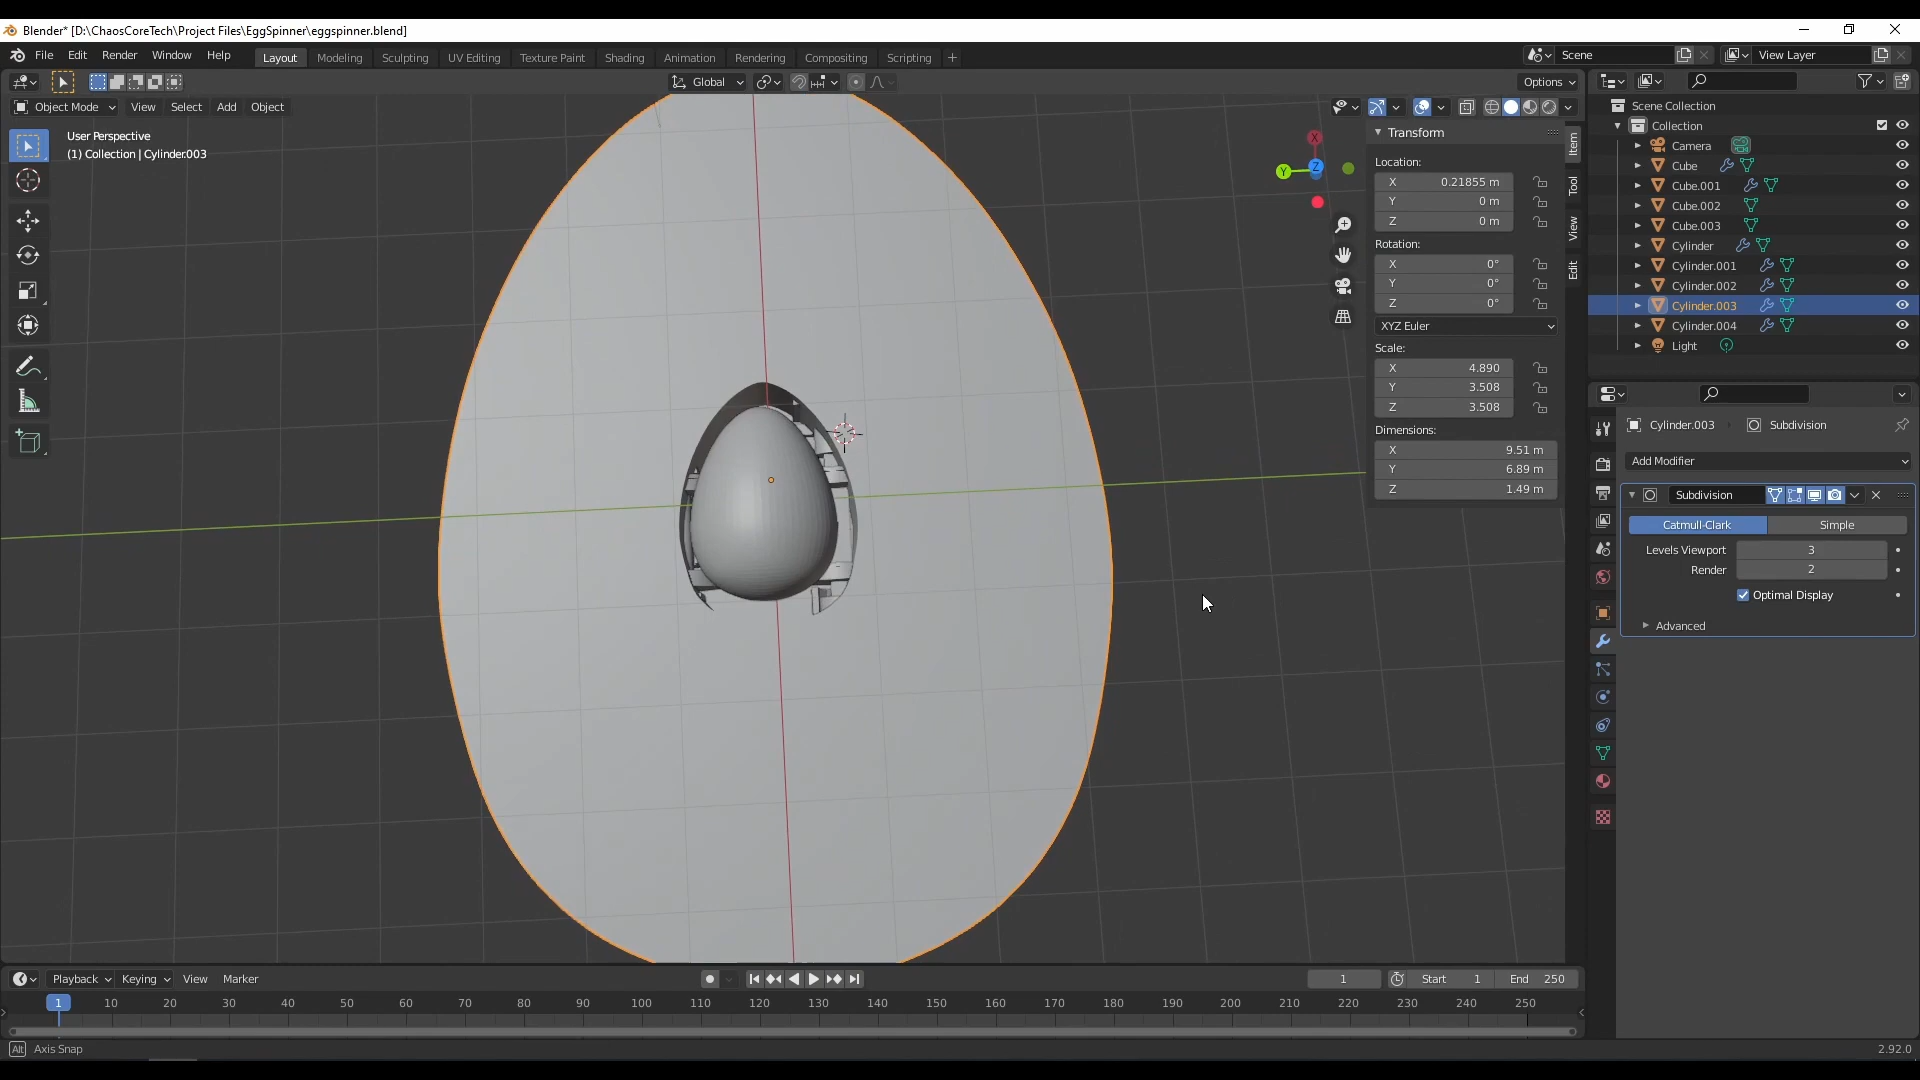 Blender* [D:\ChaosCoreTech\Project Files\EggSpinner\eggspinner.blend]
File Edit Render Window Help Layout Modeling Sculpting UV Editing Texture Paint Shading Animation Rendering Compositing Scripting + Scene View Layer
Global Options
Object Mode View Select Add Object
User Perspective
(1) Collection | Cylinder.003
X
Y
Z
Transform
Location:
X 0.21855 m
Y 0 m
Z 0 m
Rotation:
X 0°
Y 0°
Z 0°
XYZ Euler
Scale:
X 4.890
Y 3.508
Z 3.508
Dimensions:
X 9.51 m
Y 6.89 m
Z 1.49 m
Item
Tool
View
Edit
Scene Collection
Collection
Camera
Cube
Cube.001
Cube.002
Cube.003
Cylinder
Cylinder.001
Cylinder.002
Cylinder.003
Cylinder.004
Light
Cylinder.003 Subdivision
Add Modifier
Subdivision
Catmull-Clark Simple
Levels Viewport 3
Render 2
Optimal Display
Advanced
Playback Keying View Marker 1 Start 1 End 250
1 10 20 30 40 50 60 70 80 90 100 110 120 130 140 150 160 170 180 190 200 210 220 230 240 250
Alt Axis Snap 2.92.0